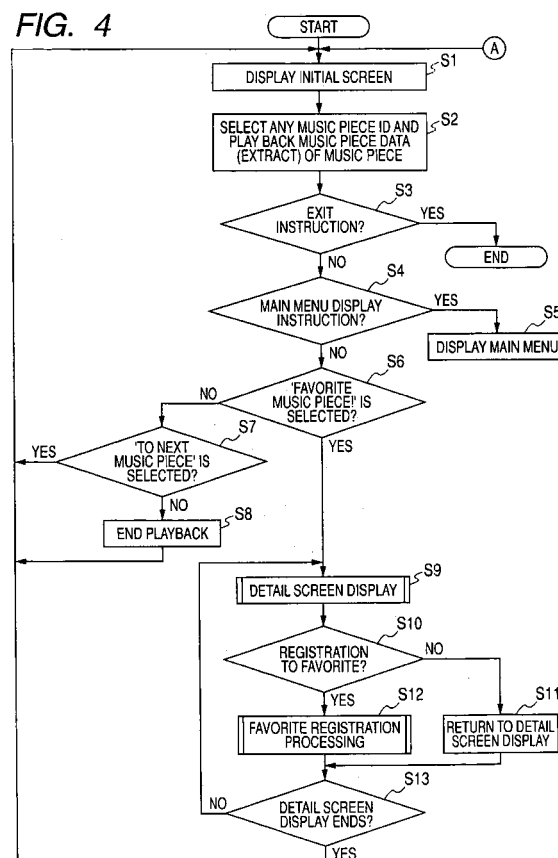 FIG. 4
START
A
S1
DISPLAY INITIAL SCREEN
S2
SELECT ANY MUSIC PIECE ID AND
PLAY BACK MUSIC PIECE DATA
(EXTRACT) OF MUSIC PIECE
S3
EXIT
INSTRUCTION?
YES
END
NO
S4
MAIN MENU DISPLAY
INSTRUCTION?
YES
S5
DISPLAY MAIN MENU
NO
S6
'FAVORITE
MUSIC PIECE!' IS
SELECTED?
NO
YES
S7
'TO NEXT
MUSIC PIECE' IS
SELECTED?
YES
NO
S8
END PLAYBACK
S9
DETAIL SCREEN DISPLAY
S10
REGISTRATION
TO FAVORITE?
NO
YES
S11
RETURN TO DETAIL
SCREEN DISPLAY
S12
FAVORITE REGISTRATION
PROCESSING
S13
DETAIL SCREEN
DISPLAY ENDS?
NO
YES